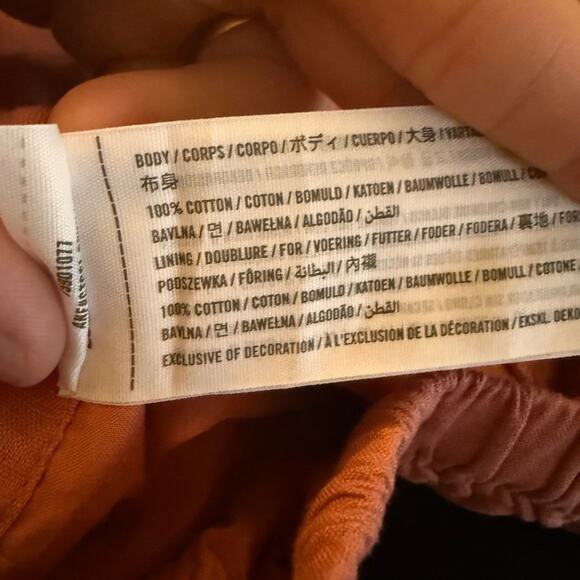 BODY / CORPS / CORPO / ボディ / CUERPO / 大身 /
布身
100% COTTON / COTON / BOMULD / KATOEN / BAUMWOLLE / BOMULL /
BAVLNA / 면 / BAWEŁNA / ALGODÃO / القطن
LINING / DOUBLURE / FOR / VOERING / FUTTER / FODER / FODERA / 裏地 /
PODSZEWKA / FÔRING / البطانة / 內襯
100% COTTON / COTON / BOMULD / KATOEN / BAUMWOLLE / BOMULL / COTONE
BAVLNA / 면 / BAWEŁNA / ALGODÃO / القطن
EXCLUSIVE OF DECORATION / À L'EXCLUSION DE LA DÉCORATION / EKSKL.